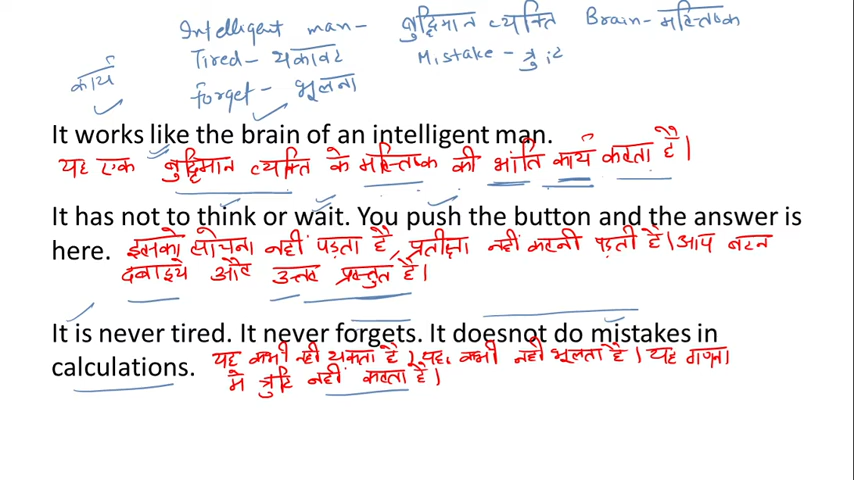 Intelligent man- बुद्धिमान व्यक्ति Brain- मस्तिष्क
Tired- थकावट Mistake- त्रुटि
कार्य forget- भूलना
It works like the brain of an intelligent man.
यह एक बुद्धिमान व्यक्ति के मस्तिष्क की भांति कार्य करता है।
It has not to think or wait. You push the button and the answer is
here. इसको सोचना नहीं पड़ता है, प्रतीक्षा नहीं करनी पड़ती है। आप बटन
दबाइये और उत्तर प्रस्तुत है।
It is never tired. It never forgets. It doesnot do mistakes in
calculations. यह कभी नही थकता है, यह कभी नही भूलता है। यह गणना
मे त्रुटि नहीं करता है।